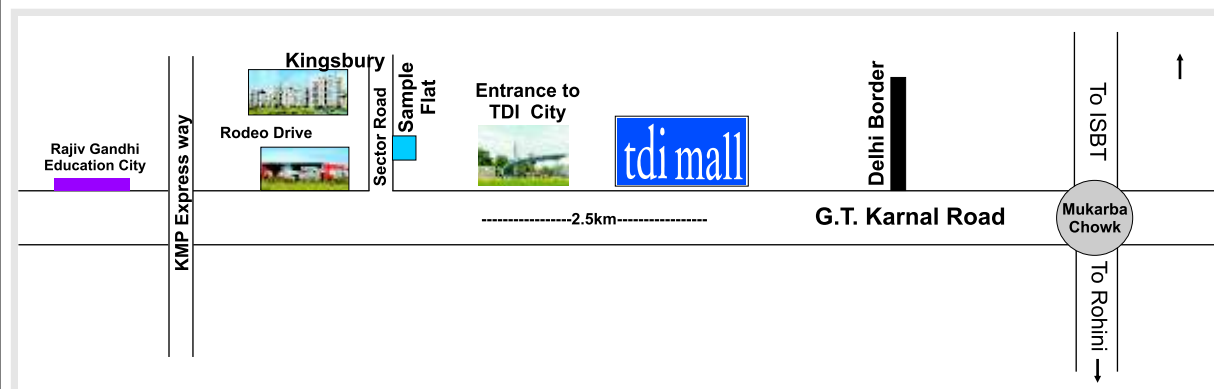 Kingsbury
Rodeo Drive
Rajiv Gandhi
Education City
KMP Express way
Sector Road
Sample
Flat
Entrance to
TDI City
tdi mall
Delhi Border
To ISBT
-----------------2.5km-----------------
G.T. Karnal Road
Mukarba
Chowk
To Rohini